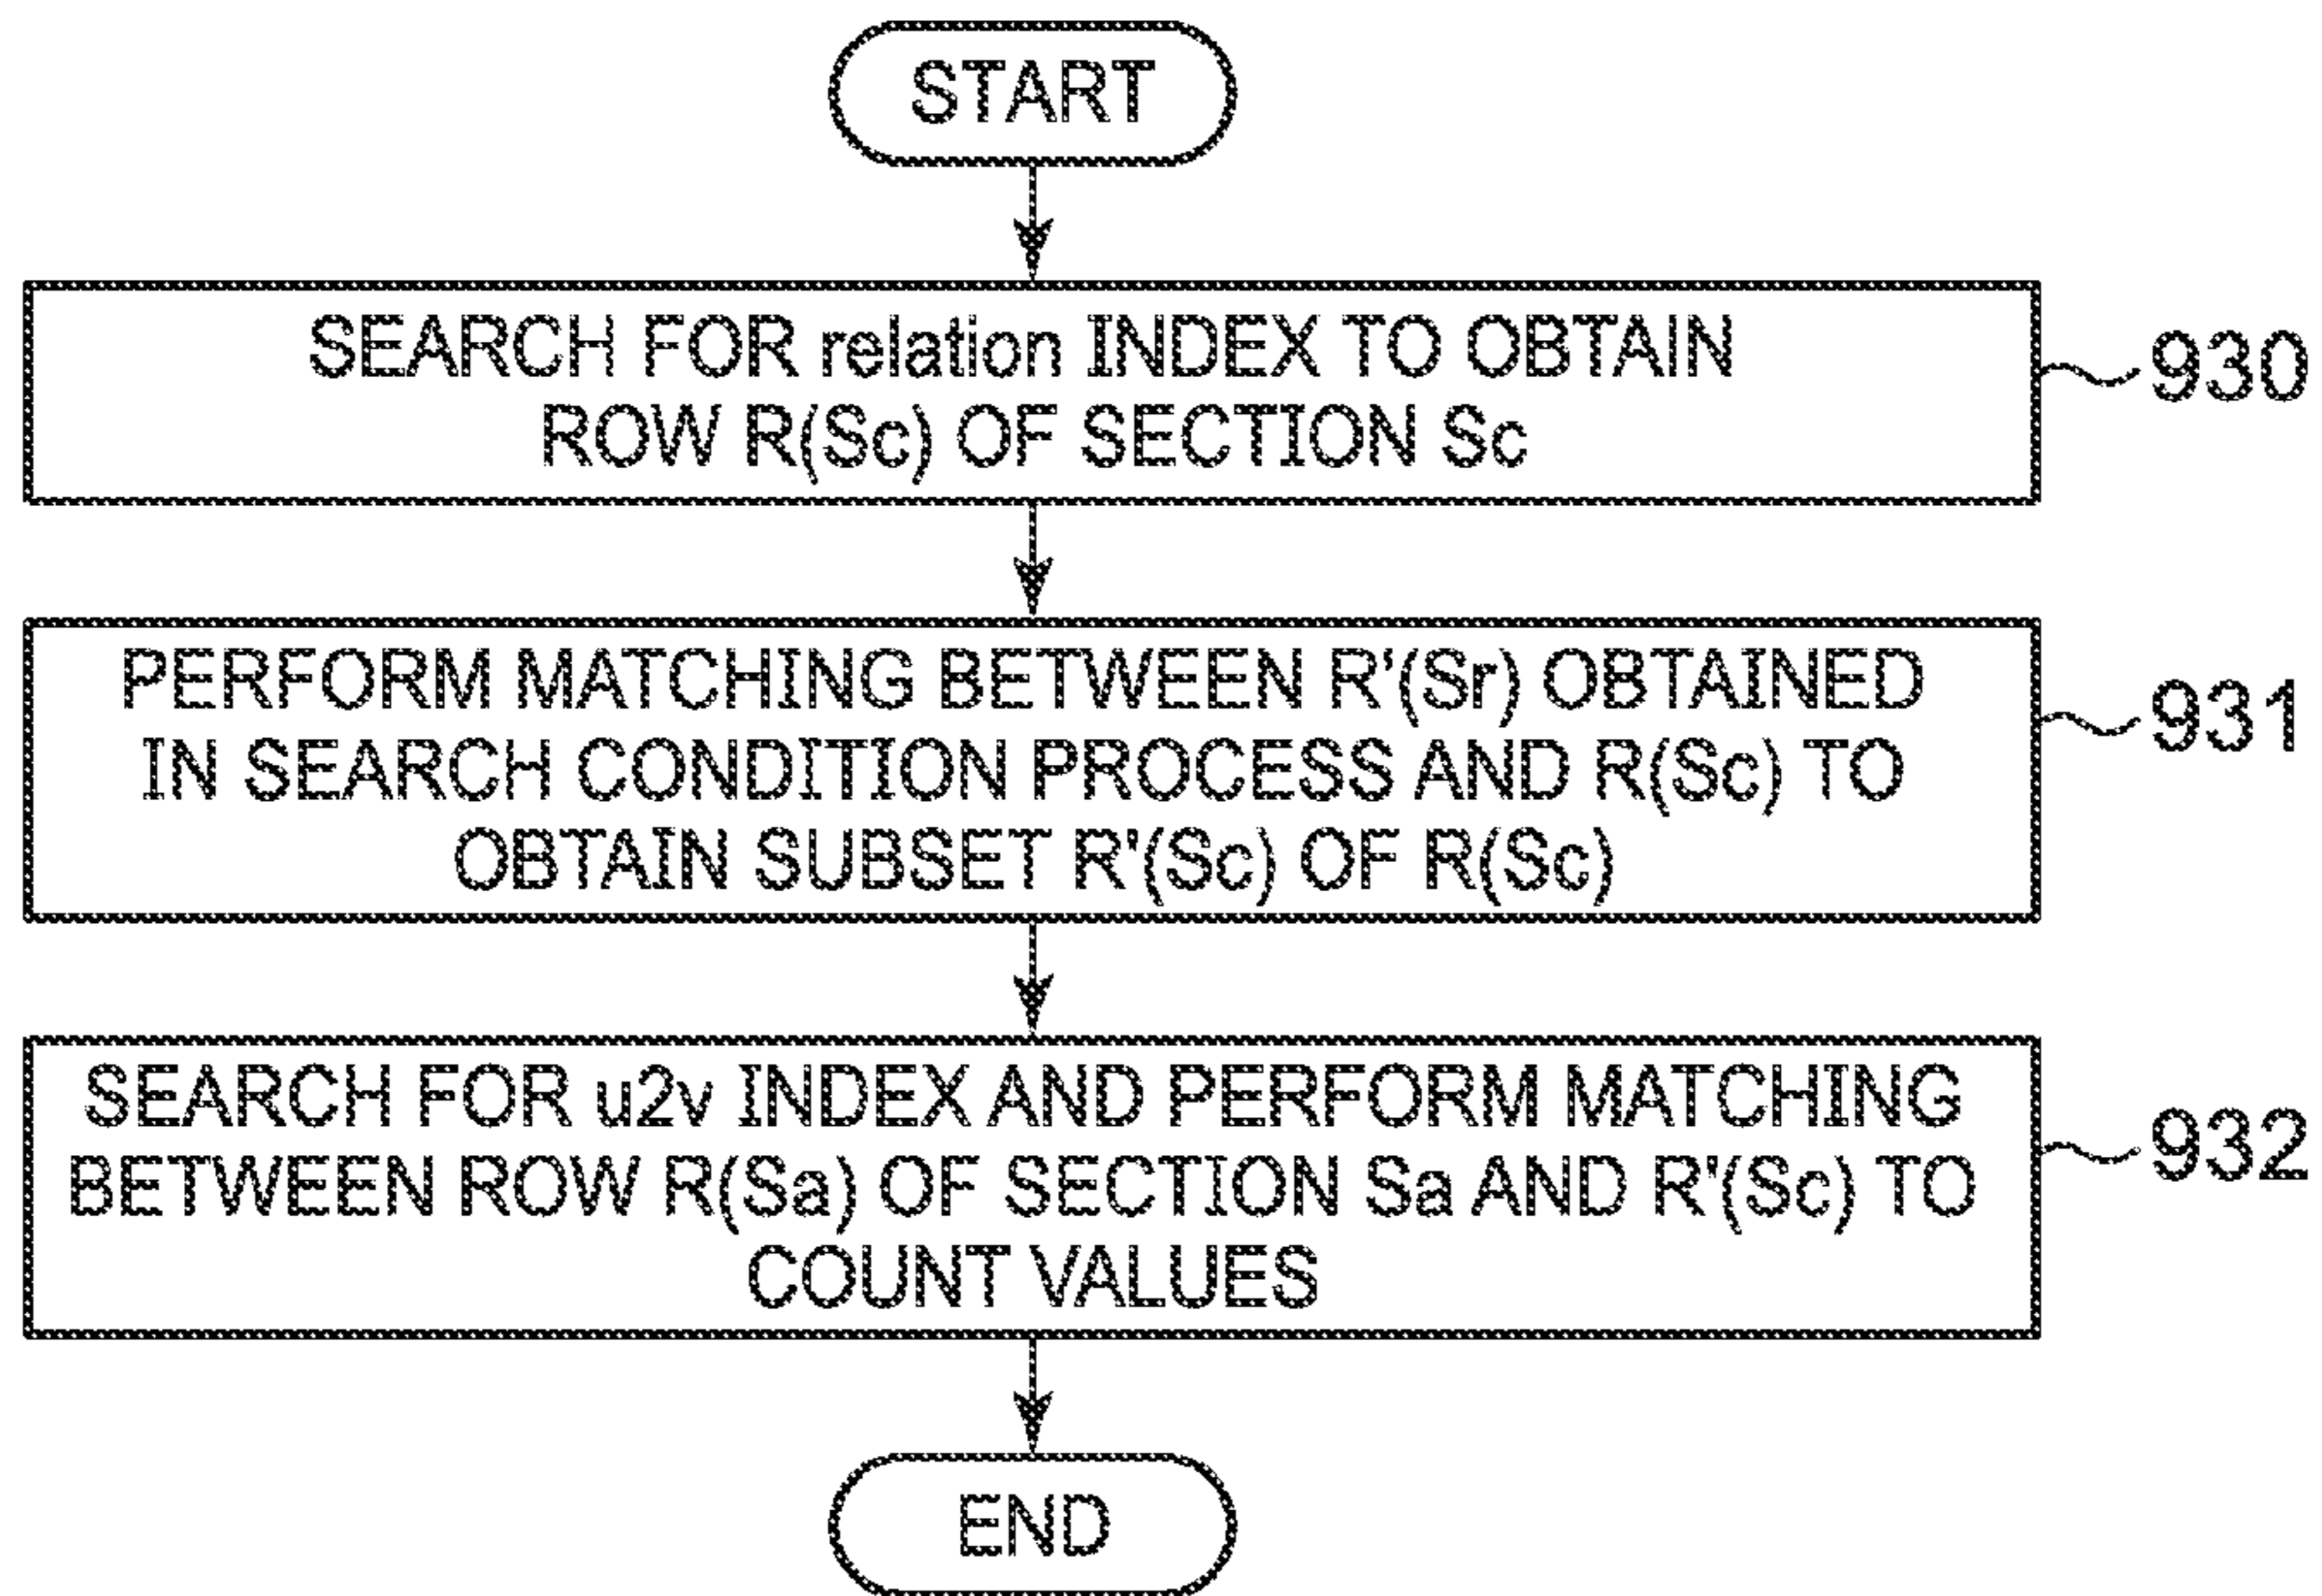 START
SEARCH FOR relation INDEX TO OBTAIN
ROW R(Sc) OF SECTION Sc
930
PERFORM MATCHING BETWEEN R'(Sr) OBTAINED
IN SEARCH CONDITION PROCESS AND R(Sc) TO
OBTAIN SUBSET R'(Sc) OF R(Sc)
931
SEARCH FOR u2v INDEX AND PERFORM MATCHING
BETWEEN ROW R(Sa) OF SECTION Sa AND R'(Sc) TO
COUNT VALUES
932
END